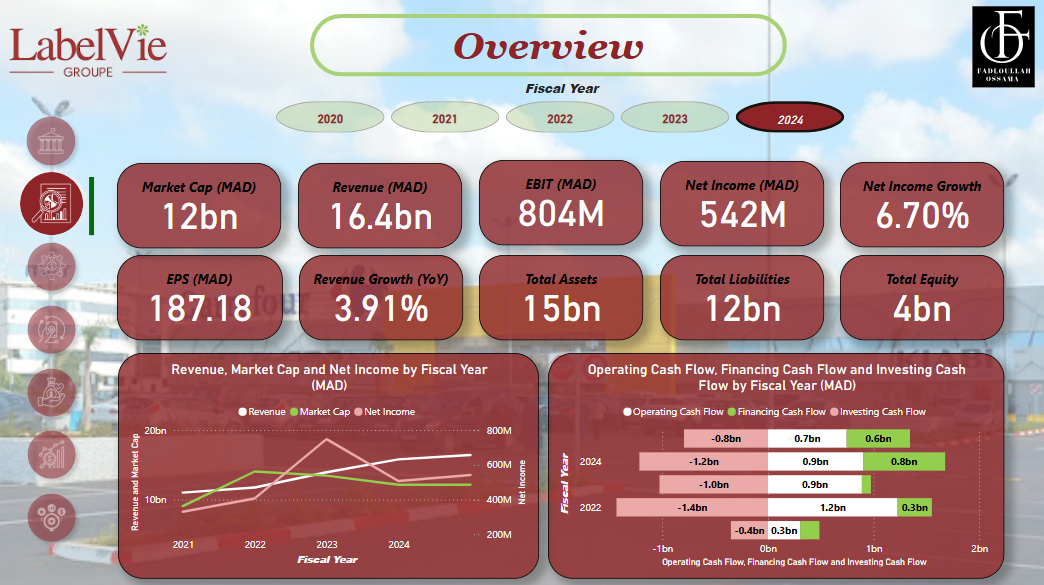 LabelVie
GROUPE
Overview
FADLOULLAH
OSSAMA
Fiscal Year
2020
2021
2022
2023
2024
Market Cap (MAD)
12bn
Revenue (MAD)
16.4bn
EBIT (MAD)
804M
Net Income (MAD)
542M
Net Income Growth
6.70%
EPS (MAD)
187.18
Revenue Growth (YoY)
3.91%
Total Assets
15bn
Total Liabilities
12bn
Total Equity
4bn
Revenue, Market Cap and Net Income by Fiscal Year
(MAD)
Revenue Market Cap Net Income
Revenue and Market Cap
20bn
10bn
800M
600M
400M
200M
Net Income
2021
2022
2023
2024
Fiscal Year
Operating Cash Flow, Financing Cash Flow and Investing Cash
Flow by Fiscal Year (MAD)
Operating Cash Flow Financing Cash Flow Investing Cash Flow
Fiscal Year
-0.8bn 0.7bn 0.6bn
2024 -1.2bn 0.9bn 0.8bn
-1.0bn 0.9bn
2022 -1.4bn 1.2bn 0.3bn
-0.4bn 0.3bn
-1bn 0bn 1bn 2bn
Operating Cash Flow, Financing Cash Flow and Investing Cash Flow